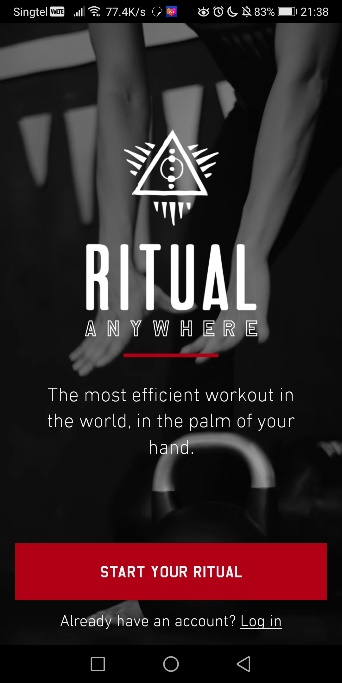 Singtel VoLTE 77.4K/s 83% 21:38
RITUAL
ANYWHERE
The most efficient workout in
the world, in the palm of your
hand.
START YOUR RITUAL
Already have an account? Log in